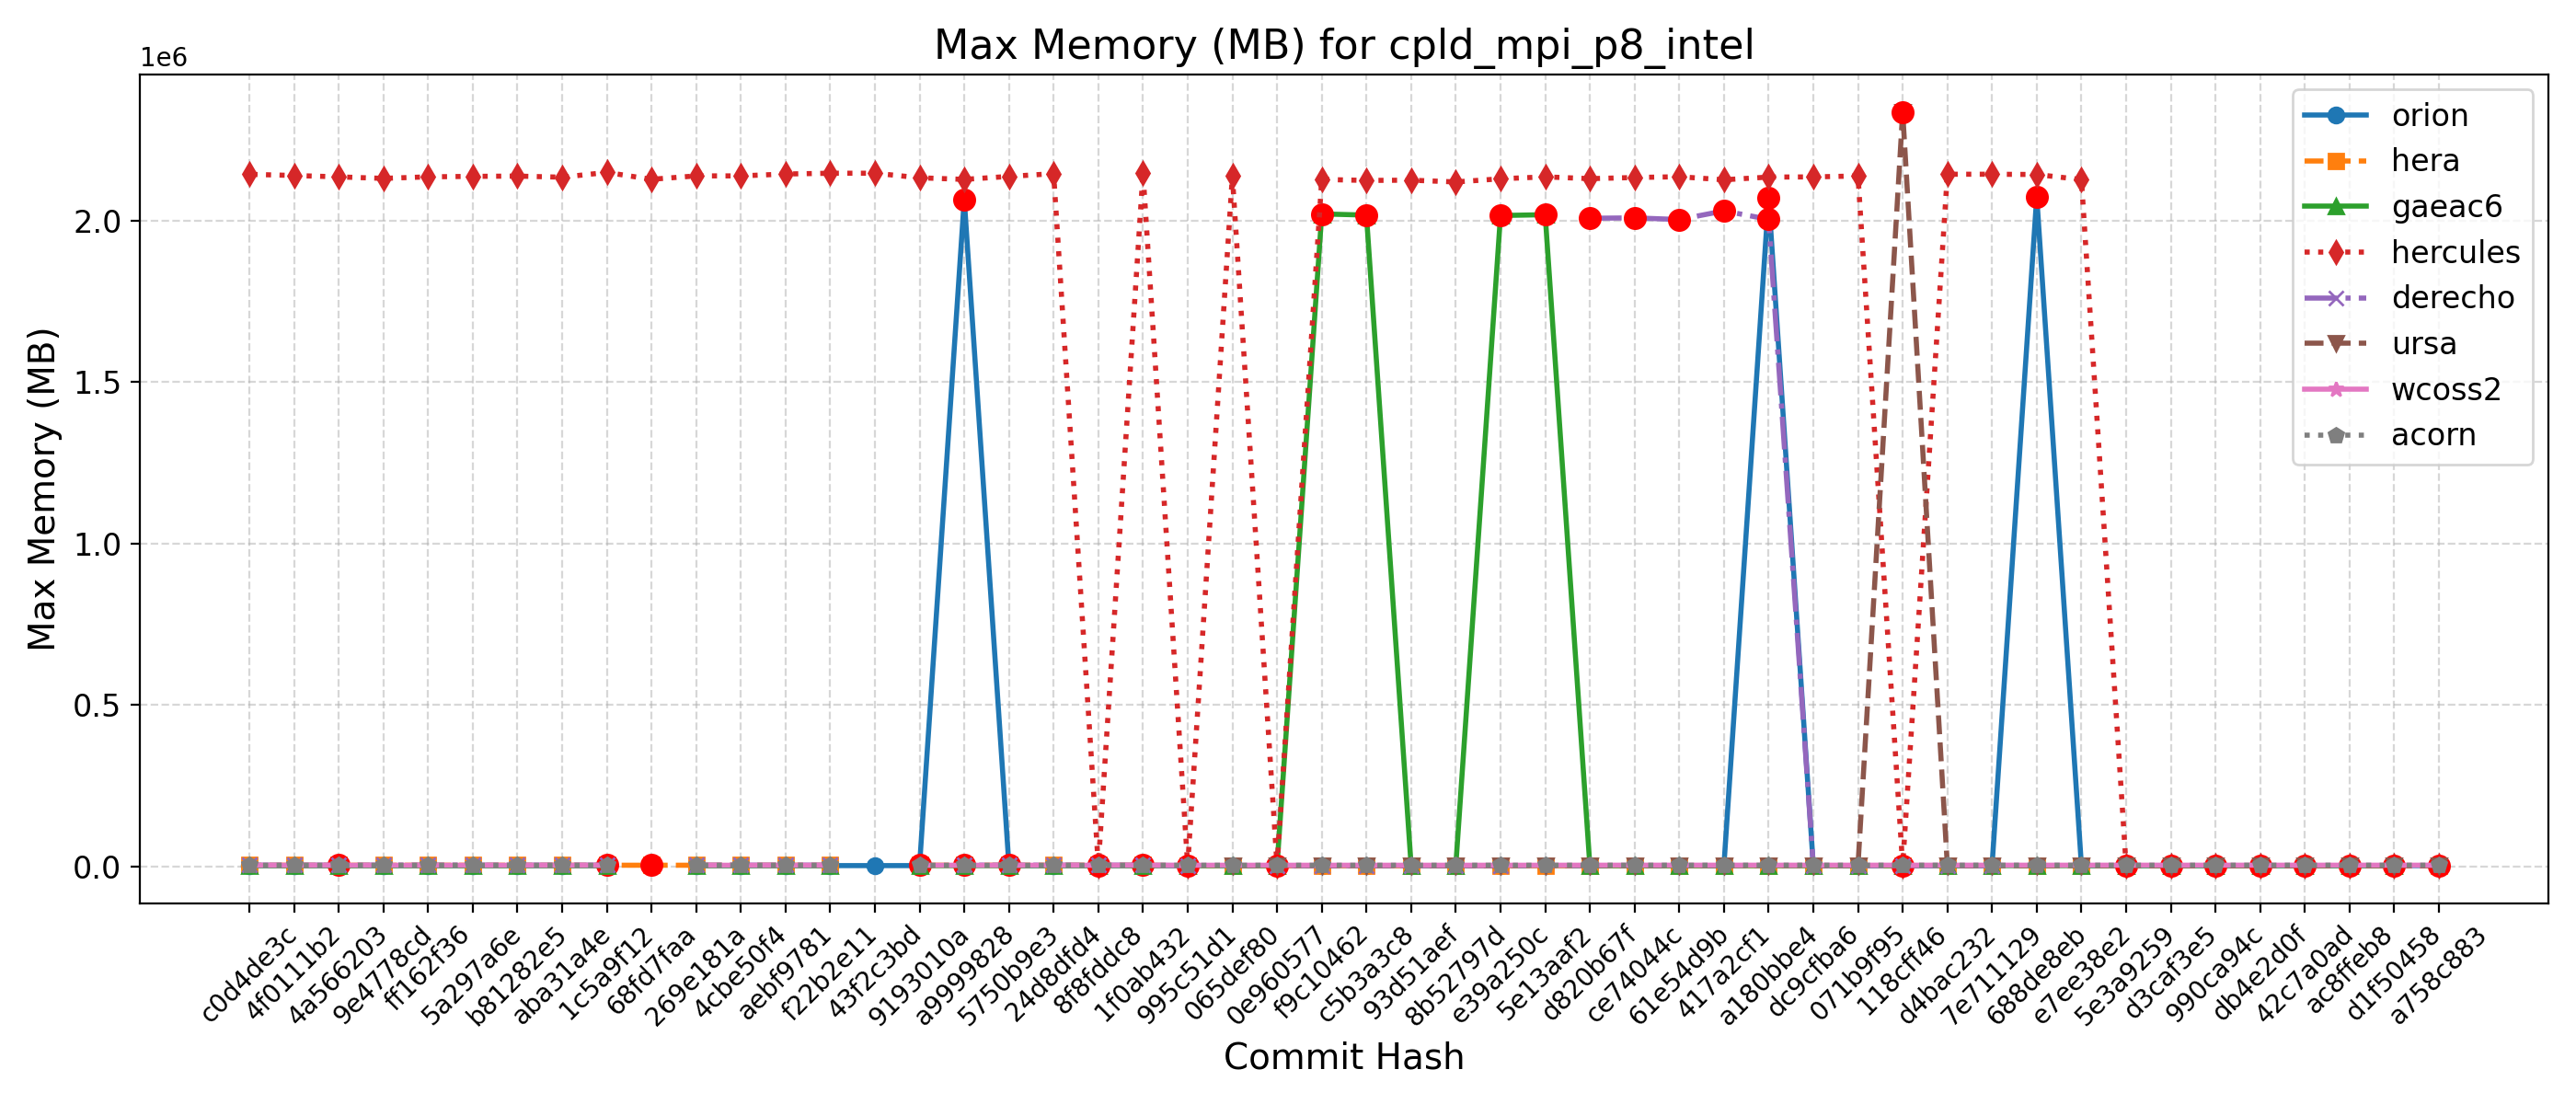 Max Memory (MB) for cpld_mpi_p8_intel
1e6
Max Memory (MB)
2.0
1.5
1.0
0.5
0.0
orion
hera
gaeac6
hercules
derecho
ursa
wcoss2
acorn
c0d4de3c
4f0111b2
4a566203
9e4778cd
ff162f36
5a297a6e
b81282e5
aba31a4e
1c5a9f12
68fd7faa
269e181a
4cbe50f4
aebf9781
f22b2e11
43f2c3bd
9193010a
a9999828
5750b9e3
24d8dfd4
8f8fddc8
1f0ab432
995c51d1
065def80
0e960577
f9c10462
c5b3a3c8
93d51aef
8b52797d
e39a250c
5e13aaf2
d820b67f
ce74044c
61e54d9b
417a2cf1
a180bbe4
dc9cfba6
071b9f95
118cff46
d4bac232
7e711129
688de8eb
e7ee38e2
5e3a9259
d3caf3e5
990ca94c
db4e2d0f
42c7a0ad
ac8ffeb8
d1f50458
a758c883
Commit Hash